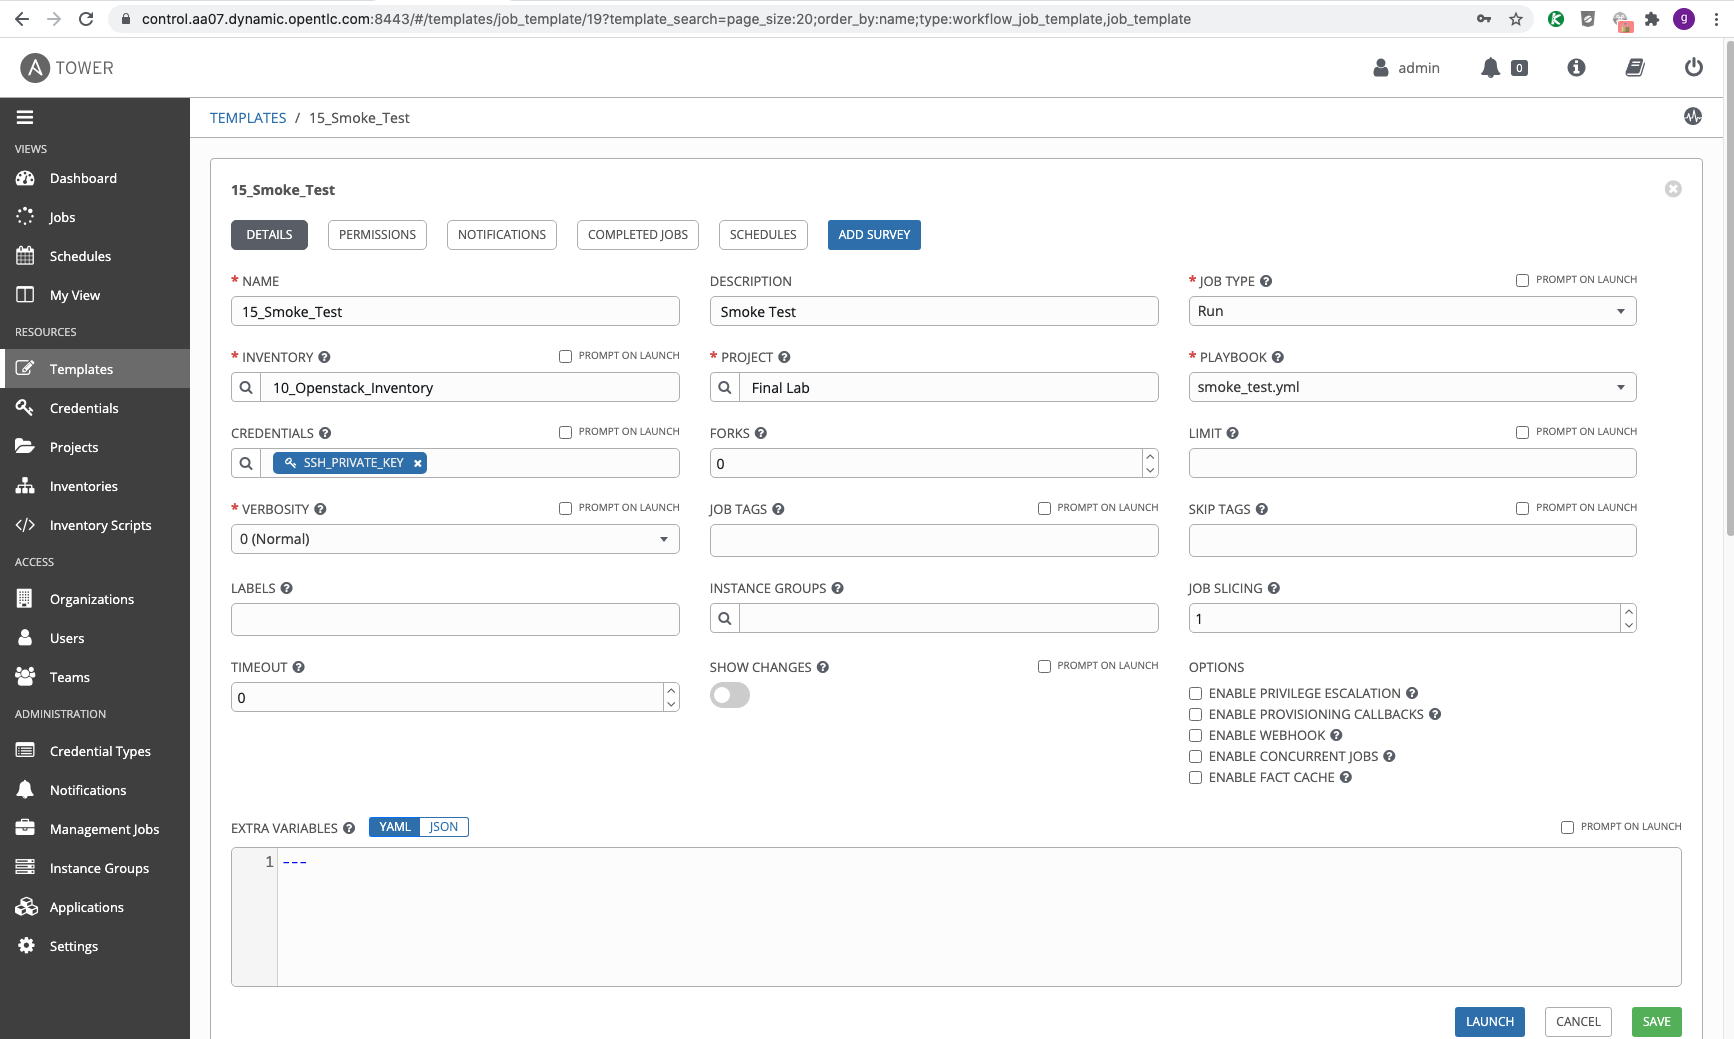 control.aa07.dynamic.opentlc.com:8443/#/templates/job_template/19?template_search=page_size:20;order_by:name;type:workflow_job_template,job_template
g
A TOWER
admin
0
TEMPLATES / 15_Smoke_Test
VIEWS
Dashboard
Jobs
Schedules
My View
RESOURCES
Templates
Credentials
Projects
Inventories
Inventory Scripts
ACCESS
Organizations
Users
Teams
ADMINISTRATION
Credential Types
Notifications
Management Jobs
Instance Groups
Applications
Settings
15_Smoke_Test
DETAILS PERMISSIONS NOTIFICATIONS COMPLETED JOBS SCHEDULES ADD SURVEY
* NAME
15_Smoke_Test
DESCRIPTION
Smoke Test
* JOB TYPE ? PROMPT ON LAUNCH
Run
* INVENTORY ? PROMPT ON LAUNCH
10_Openstack_Inventory
* PROJECT ?
Final Lab
* PLAYBOOK ?
smoke_test.yml
CREDENTIALS ? PROMPT ON LAUNCH
SSH_PRIVATE_KEY ×
FORKS ?
0
LIMIT ? PROMPT ON LAUNCH
* VERBOSITY ? PROMPT ON LAUNCH
0 (Normal)
JOB TAGS ? PROMPT ON LAUNCH
SKIP TAGS ? PROMPT ON LAUNCH
LABELS ?
INSTANCE GROUPS ?
JOB SLICING ?
1
TIMEOUT ?
0
SHOW CHANGES ? PROMPT ON LAUNCH
OPTIONS
ENABLE PRIVILEGE ESCALATION ?
ENABLE PROVISIONING CALLBACKS ?
ENABLE WEBHOOK ?
ENABLE CONCURRENT JOBS ?
ENABLE FACT CACHE ?
EXTRA VARIABLES ? YAML JSON PROMPT ON LAUNCH
1 ---
LAUNCH CANCEL SAVE